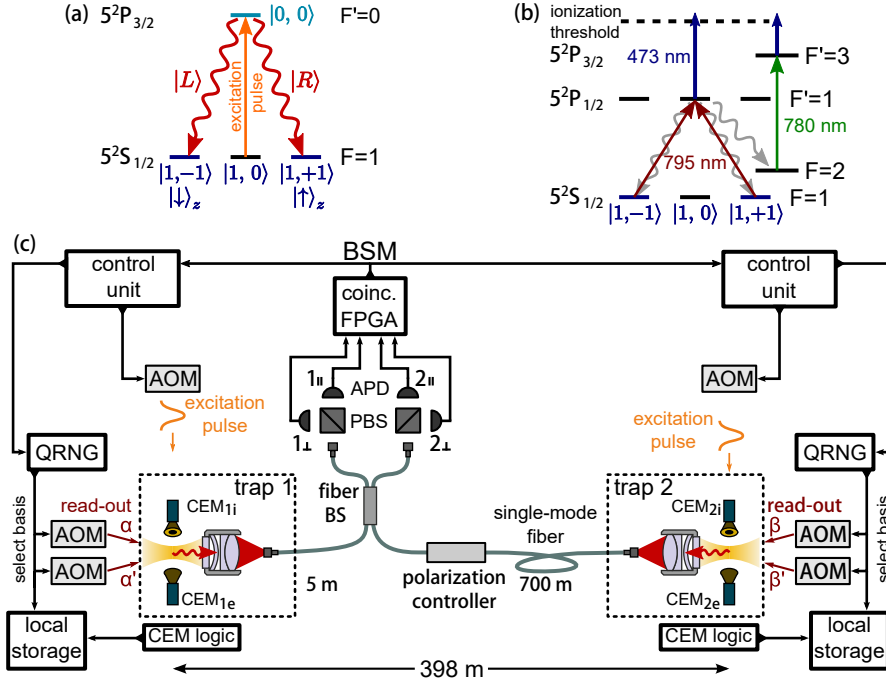 (a)
5²P₃/₂
|0, 0⟩
F'=0
|L⟩
excitation
pulse
|R⟩
5²S₁/₂
F=1
|1,−1⟩
|1, 0⟩
|1,+1⟩
|↓⟩z
|↑⟩z
(b)
ionization
threshold
5²P₃/₂
473 nm
F'=3
5²P₁/₂
F'=1
780 nm
795 nm
F=2
5²S₁/₂
F=1
|1,−1⟩
|1, 0⟩
|1,+1⟩
(c)
BSM
control
unit
coinc.
FPGA
control
unit
AOM
1॥
APD
2॥
AOM
excitation
pulse
PBS
1⊥
2⊥
excitation
pulse
QRNG
QRNG
select basis
read-out
AOM
α
AOM
α'
trap 1
CEM₁ᵢ
CEM₁ₑ
fiber
BS
5 m
polarization
controller
single-mode
fiber
700 m
trap 2
CEM₂ᵢ
CEM₂ₑ
read-out
β
AOM
β'
AOM
select basis
local
storage
CEM logic
398 m
CEM logic
local
storage